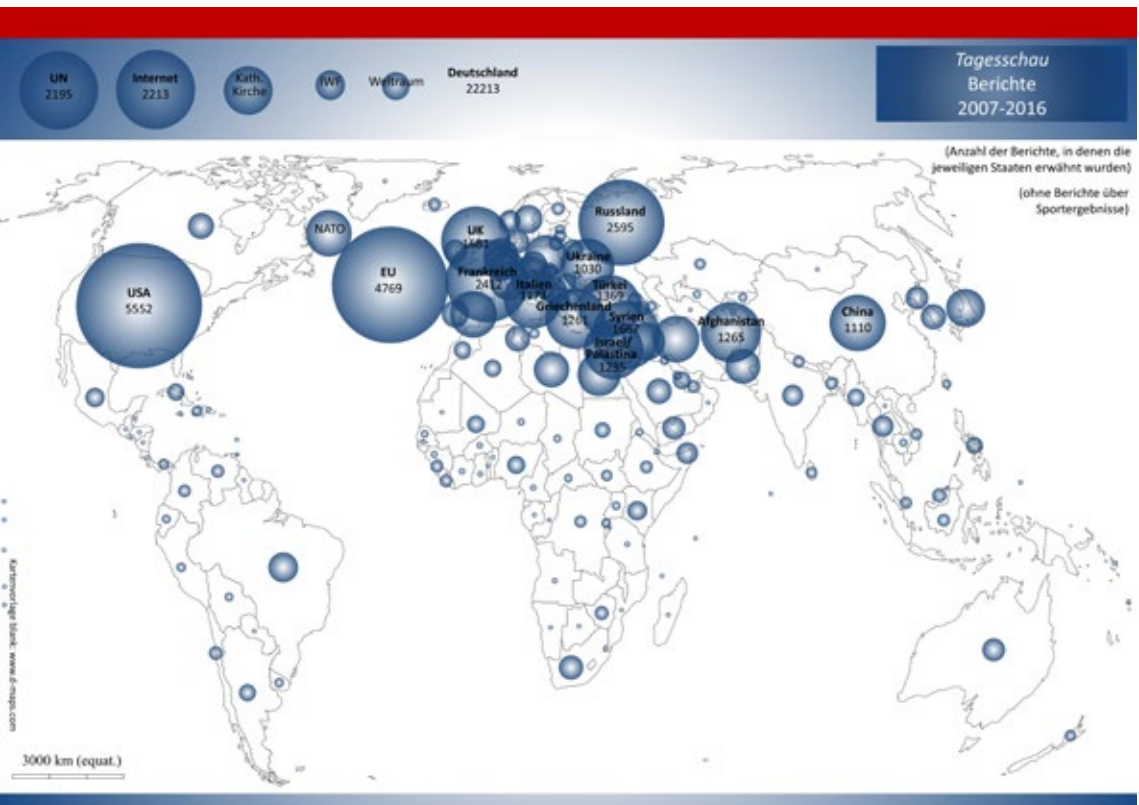 UN
2195
Internet
2213
Kath.
Kirche
IWF
Weltraum
Deutschland
22213
Tagesschau
Berichte
2007-2016
(Anzahl der Berichte, in denen die
jeweiligen Staaten erwähnt wurden)
(ohne Berichte über
Sportergebnisse)
NATO
USA
5552
EU
4769
UK
1681
Russland
2595
Frankreich
2412
Italien
Ukraine
1030
Türkei
1369
Griechenland
1261
Syrien
1667
Israel/
Palästina
1235
Afghanistan
1265
China
1110
Kartenvorlage blank: www.d-maps.com
3000 km (equat.)